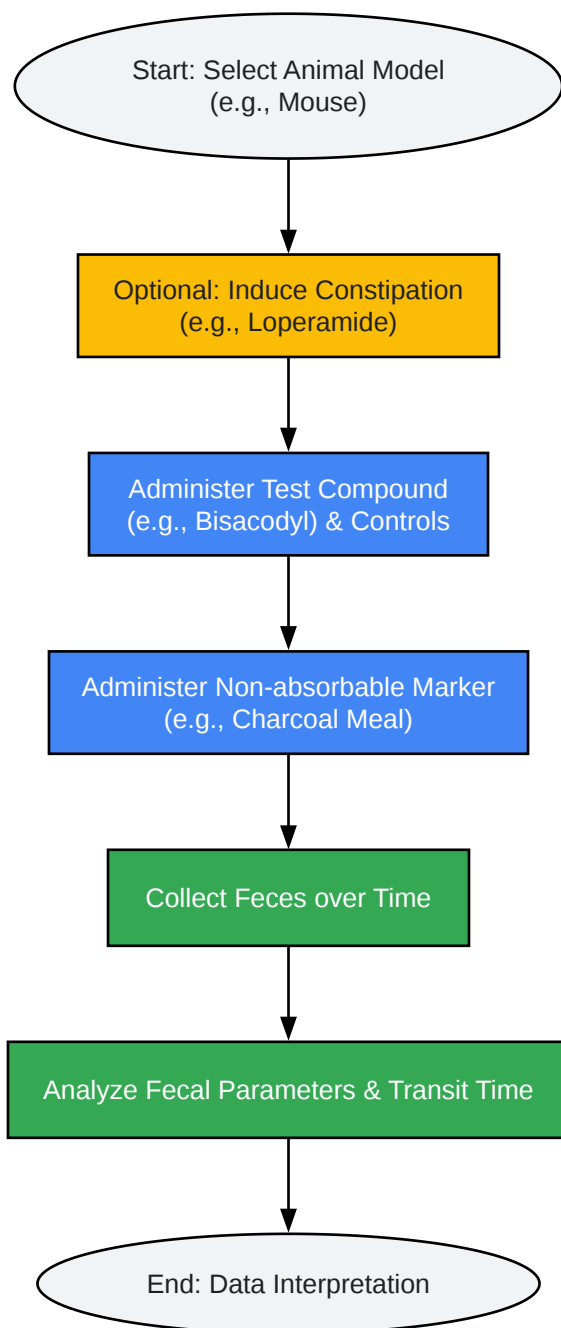 Start: Select Animal Model
(e.g., Mouse)
Optional: Induce Constipation
(e.g., Loperamide)
Administer Test Compound
(e.g., Bisacodyl) & Controls
Administer Non-absorbable Marker
(e.g., Charcoal Meal)
Collect Feces over Time
Analyze Fecal Parameters & Transit Time
End: Data Interpretation